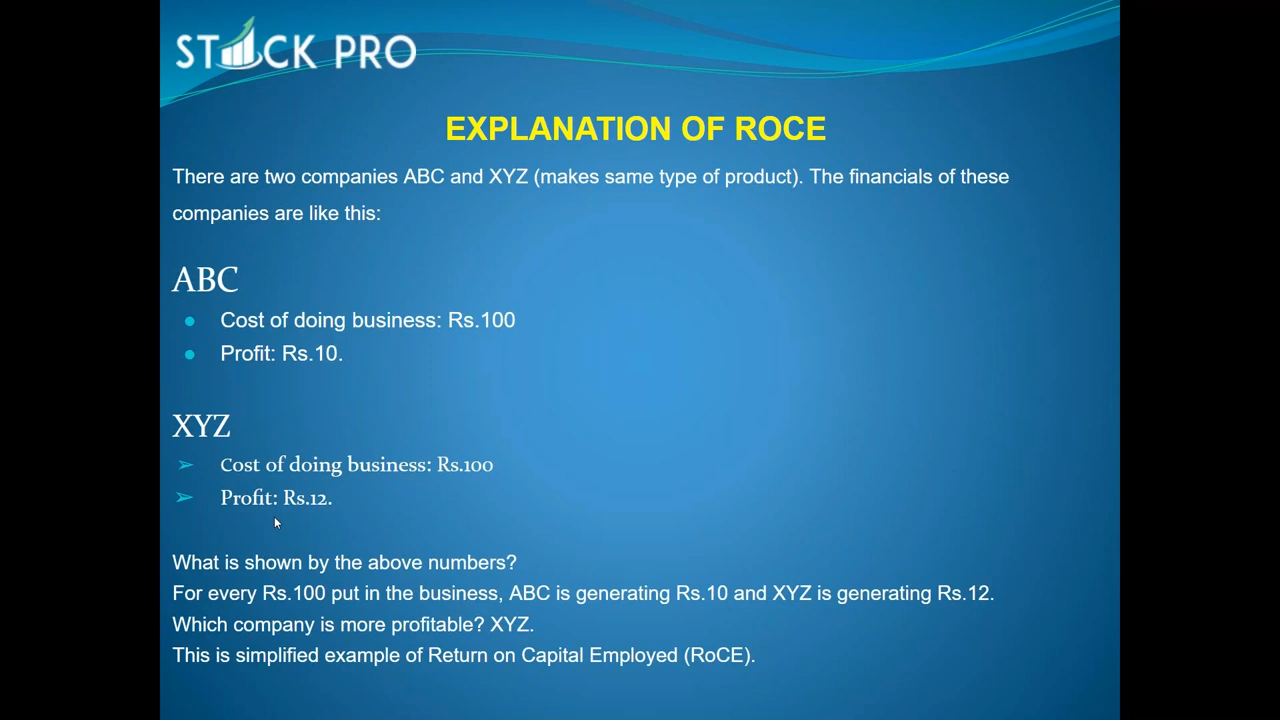 STOCK PRO
EXPLANATION OF ROCE
There are two companies ABC and XYZ (makes same type of product). The financials of these
companies are like this:
ABC
Cost of doing business: Rs.100
Profit: Rs.10.
XYZ
Cost of doing business: Rs.100
Profit: Rs.12.
What is shown by the above numbers?
For every Rs.100 put in the business, ABC is generating Rs.10 and XYZ is generating Rs.12.
Which company is more profitable? XYZ.
This is simplified example of Return on Capital Employed (RoCE).